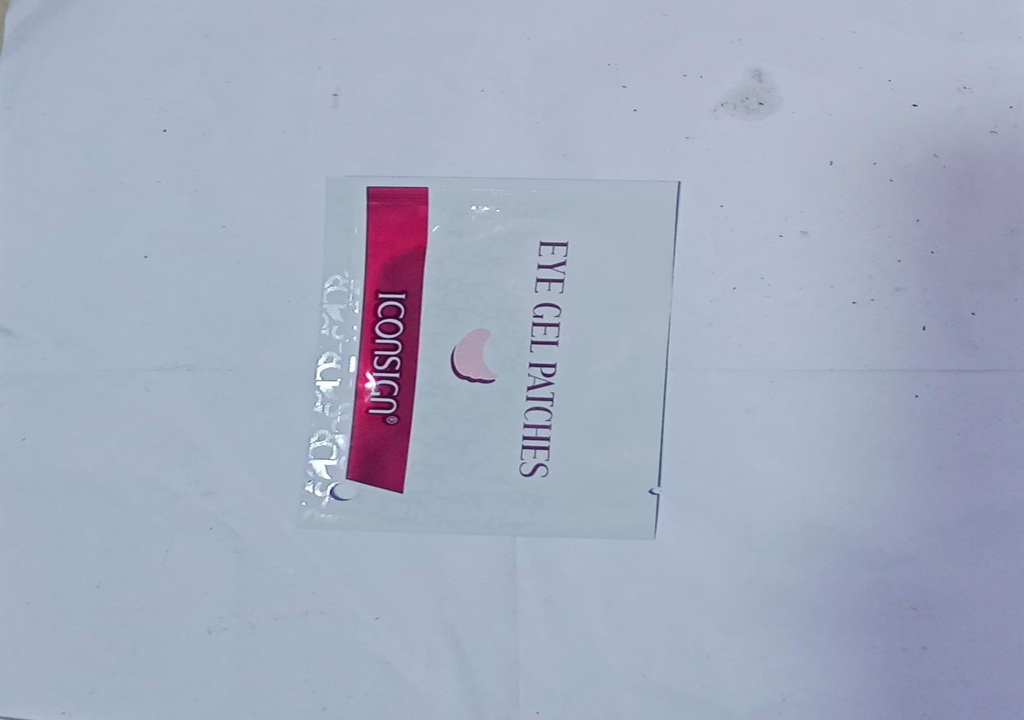 EYE GEL PATCHES
ICONSIGN®